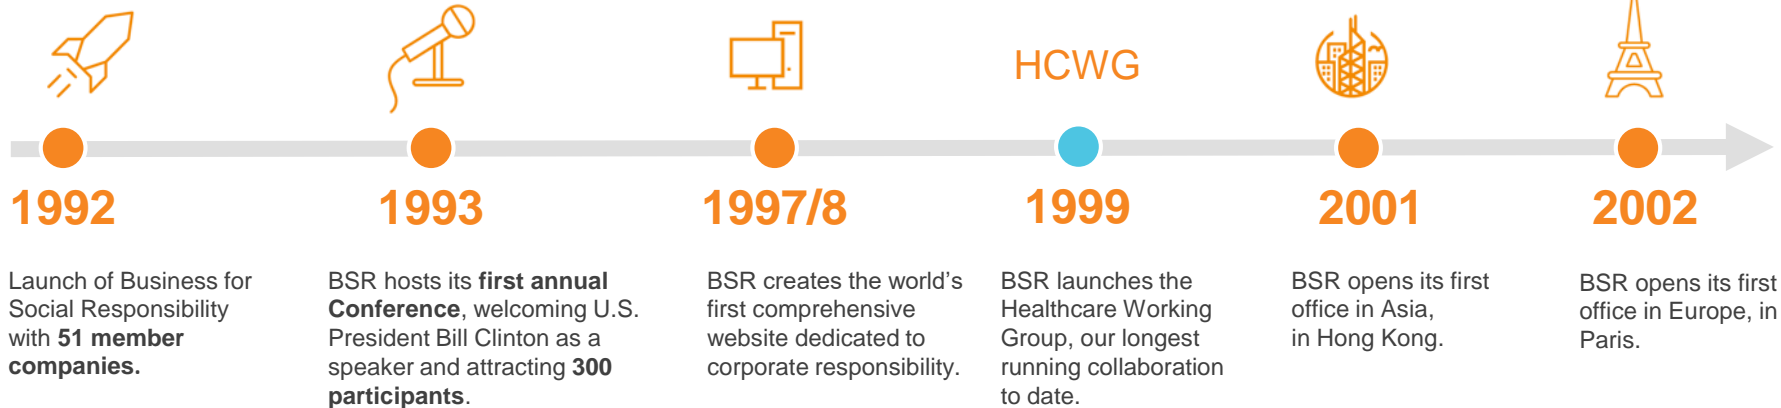 HCWG
1992
Launch of Business for
Social Responsibility
with 51 member
companies.
1993
BSR hosts its first annual
Conference, welcoming U.S.
President Bill Clinton as a
speaker and attracting 300
participants.
1997/8
BSR creates the world’s
first comprehensive
website dedicated to
corporate responsibility.
1999
BSR launches the
Healthcare Working
Group, our longest
running collaboration
to date.
2001
BSR opens its first
office in Asia,
in Hong Kong.
2002
BSR opens its first
office in Europe, in
Paris.